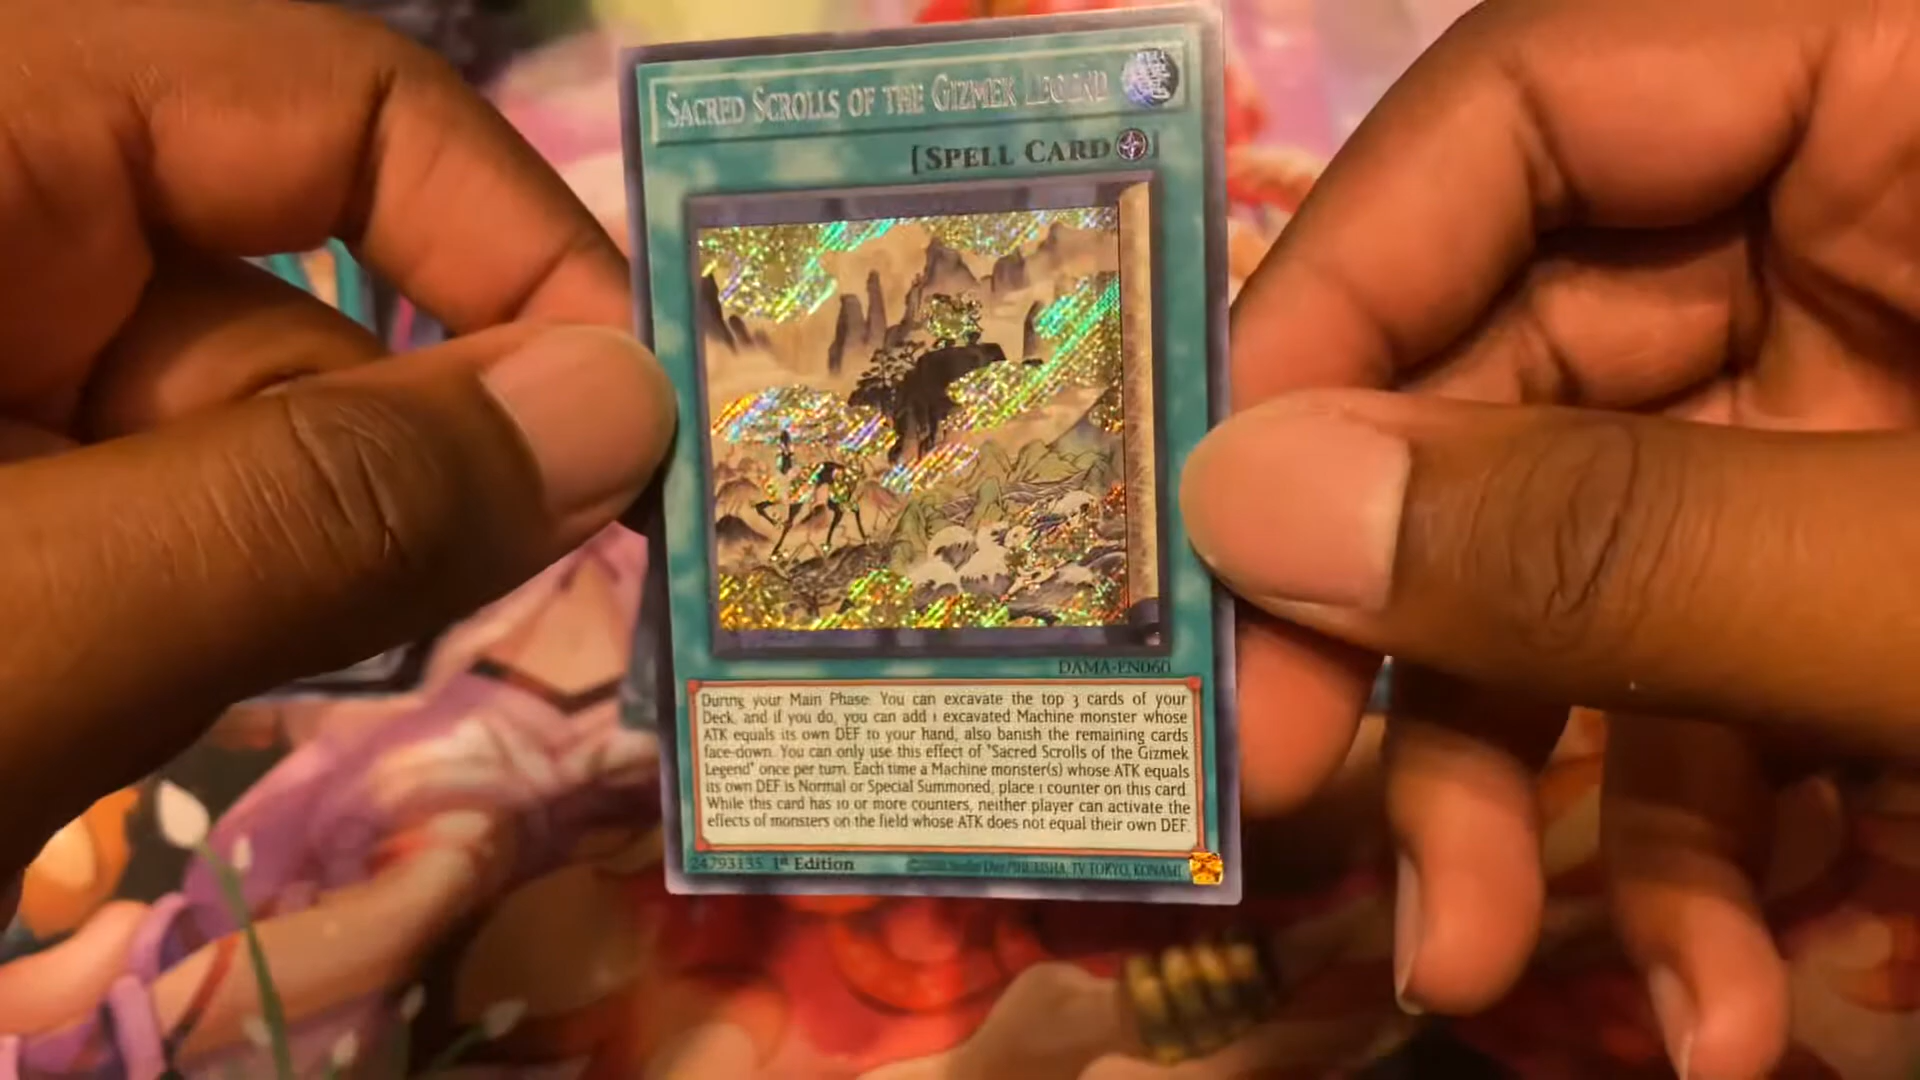 SACRED SCROLLS OF THE GIZMEK LEGEND
[SPELL CARD]
DAMA-EN060
During your Main Phase: You can excavate the top 3 cards of your
Deck, and if you do, you can add 1 excavated Machine monster whose
ATK equals its own DEF to your hand, also banish the remaining cards
face-down. You can only use this effect of "Sacred Scrolls of the Gizmek
Legend" once per turn. Each time a Machine monster(s) whose ATK equals
its own DEF is Normal or Special Summoned, place 1 counter on this card.
While this card has 10 or more counters, neither player can activate the
effects of monsters on the field whose ATK does not equal their own DEF.
24793135 1st Edition
TV TOKYO, KONAMI